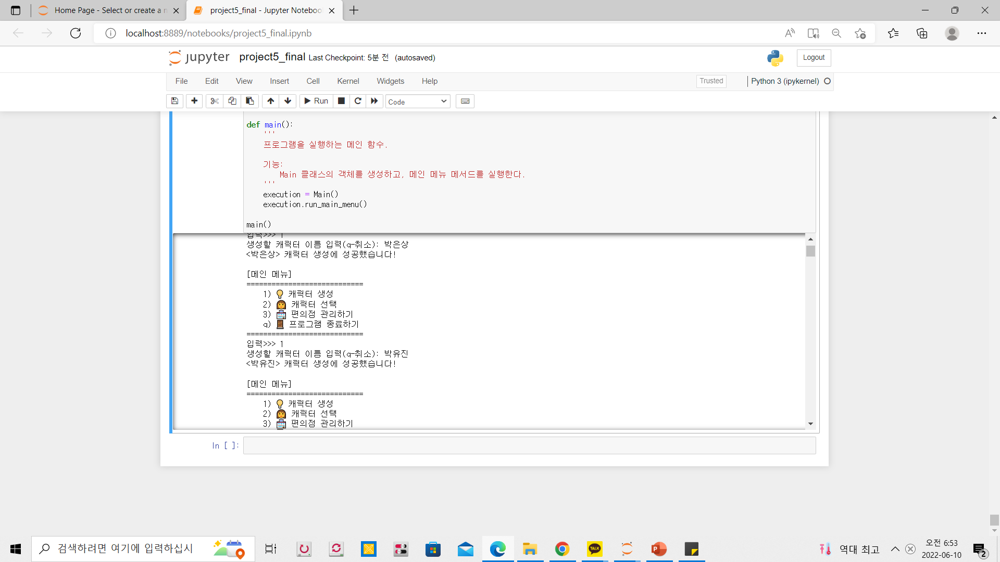 Home Page - Select or create a n
project5_final - Jupyter Noteboo
localhost:8889/notebooks/project5_final.ipynb
jupyter project5_final Last Checkpoint: 5분 전 (autosaved)
Logout
File Edit View Insert Cell Kernel Widgets Help
Trusted
Python 3 (ipykernel)
Run
Code
def main():
'''
프로그램을 실행하는 메인 함수.
기능:
Main 클래스의 객체를 생성하고, 메인 메뉴 메서드를 실행한다.
'''
execution = Main()
execution.run_main_menu()
main()
입력>>> 1
생성할 캐릭터 이름 입력(q-취소): 박은상
<박은상> 캐릭터 생성에 성공했습니다!
[메인 메뉴]
============================
1) 💡 캐릭터 생성
2) 👩 캐릭터 선택
3) 🏪 편의점 관리하기
q) 🚪 프로그램 종료하기
============================
입력>>> 1
생성할 캐릭터 이름 입력(q-취소): 박유진
<박유진> 캐릭터 생성에 성공했습니다!
[메인 메뉴]
============================
1) 💡 캐릭터 생성
2) 👩 캐릭터 선택
3) 🏪 편의점 관리하기
In [ ]:
검색하려면 여기에 입력하십시
TALK
P
역대 최고
오전 6:53
2022-06-10
2